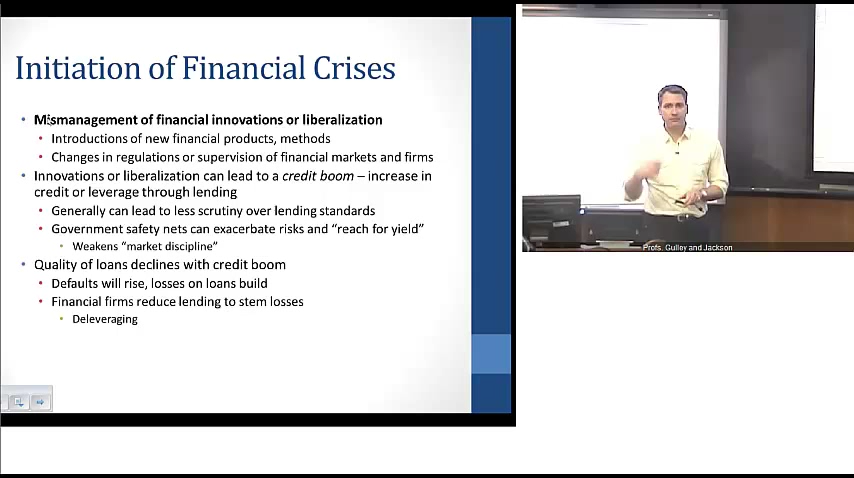 Initiation of Financial Crises
• Mismanagement of financial innovations or liberalization
• Introductions of new financial products, methods
• Changes in regulations or supervision of financial markets and firms
• Innovations or liberalization can lead to a credit boom – increase in
credit or leverage through lending
• Generally can lead to less scrutiny over lending standards
• Government safety nets can exacerbate risks and “reach for yield”
• Weakens “market discipline”
• Quality of loans declines with credit boom
• Defaults will rise, losses on loans build
• Financial firms reduce lending to stem losses
• Deleveraging
Profs. Gulley and Jackson